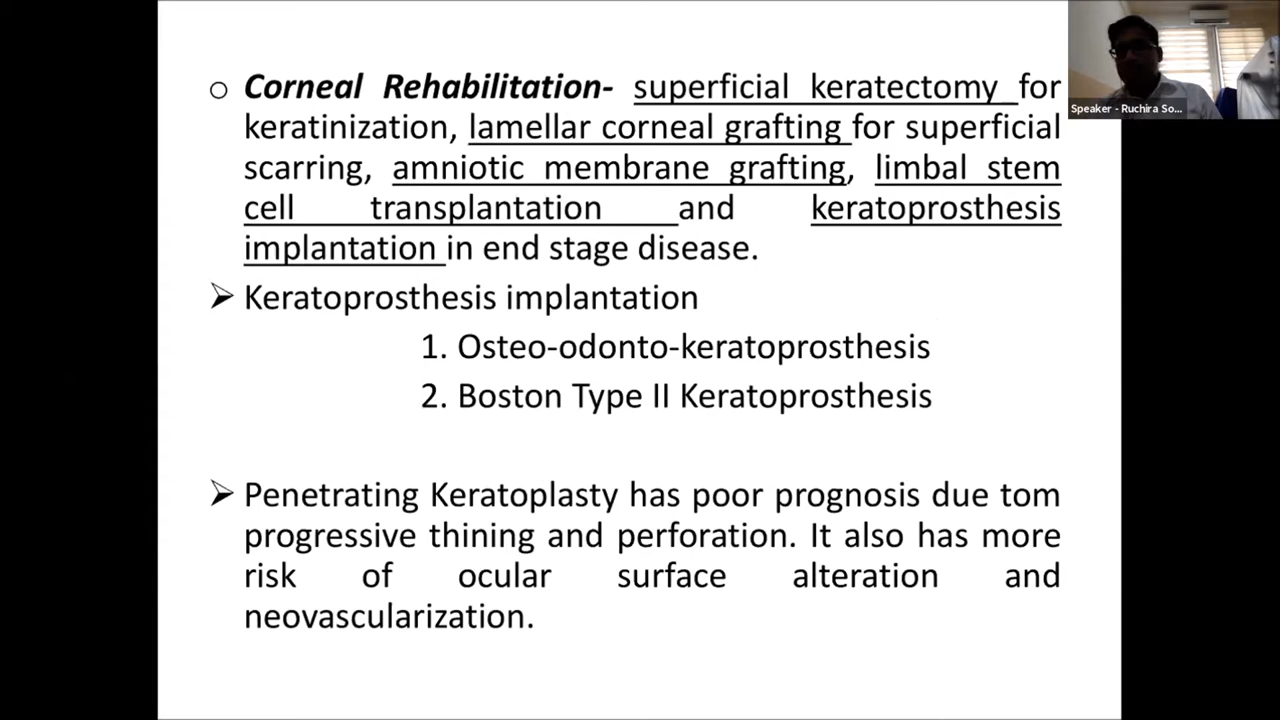 o Corneal Rehabilitation- superficial keratectomy for
keratinization, lamellar corneal grafting for superficial
scarring, amniotic membrane grafting, limbal stem
cell transplantation and keratoprosthesis
implantation in end stage disease.
➢ Keratoprosthesis implantation
1. Osteo-odonto-keratoprosthesis
2. Boston Type II Keratoprosthesis
➢ Penetrating Keratoplasty has poor prognosis due tom
progressive thining and perforation. It also has more
risk of ocular surface alteration and
neovascularization.
Speaker - Ruchira So...